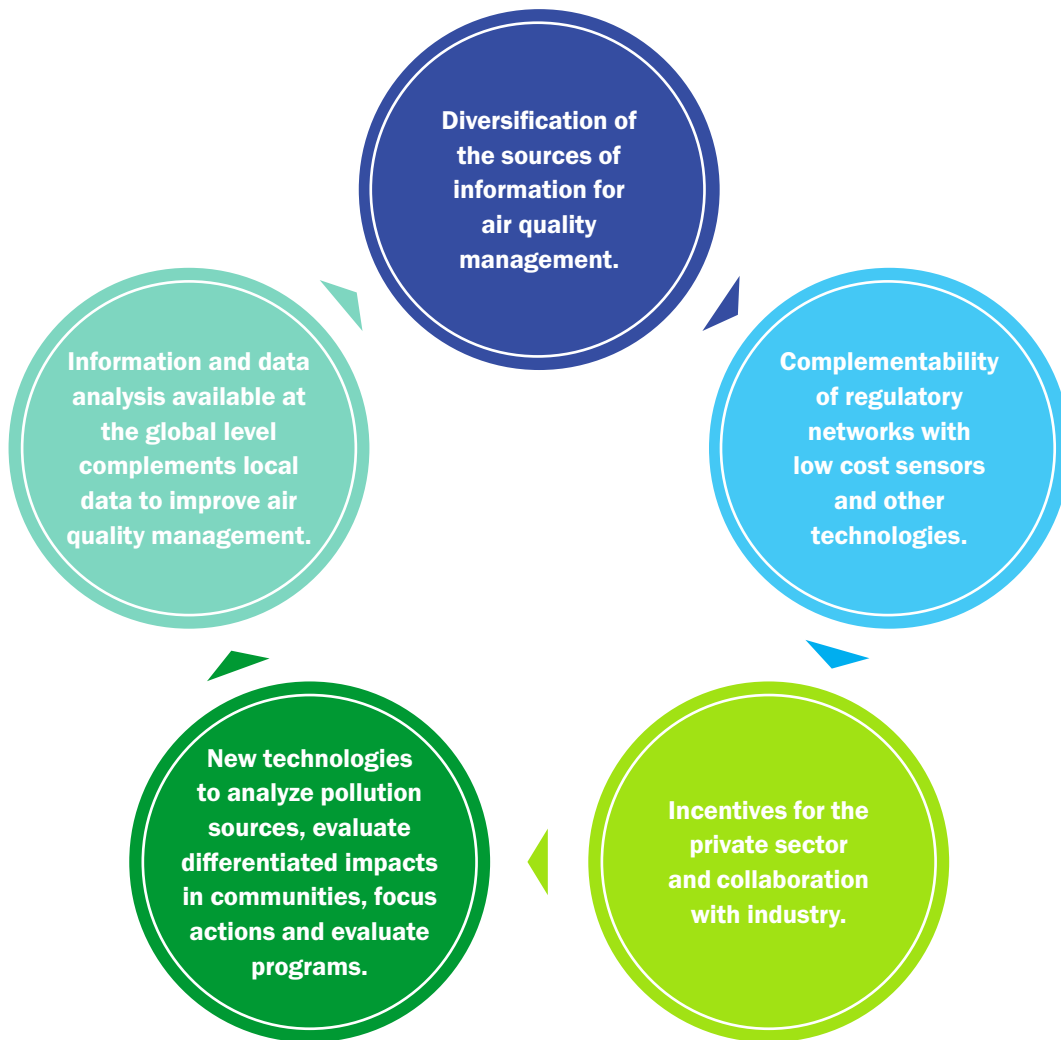 Diversification of
the sources of
information for
air quality
management.
Complementability
of regulatory
networks with
low cost sensors
and other
technologies.
Incentives for the
private sector
and collaboration
with industry.
New technologies
to analyze pollution
sources, evaluate
differentiated impacts
in communities, focus
actions and evaluate
programs.
Information and data
analysis available at
the global level
complements local
data to improve air
quality management.